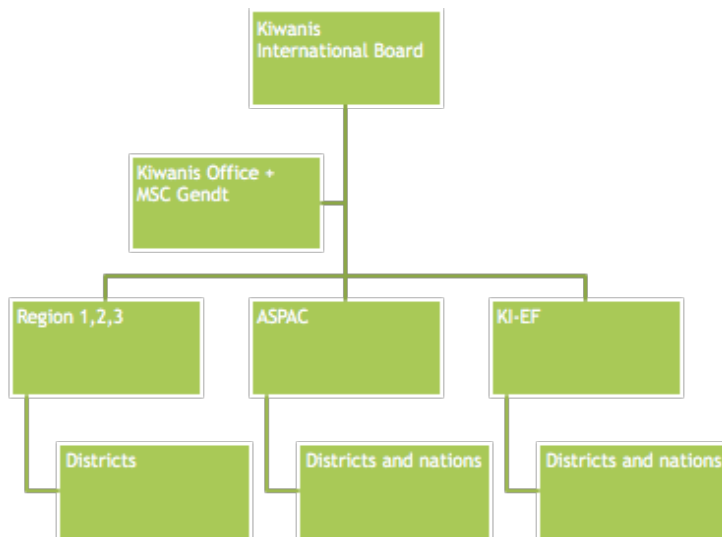 Kiwanis
International Board
Kiwanis Office +
MSC Gendt
Region 1,2,3
ASPAC
KI-EF
Districts
Districts and nations
Districts and nations